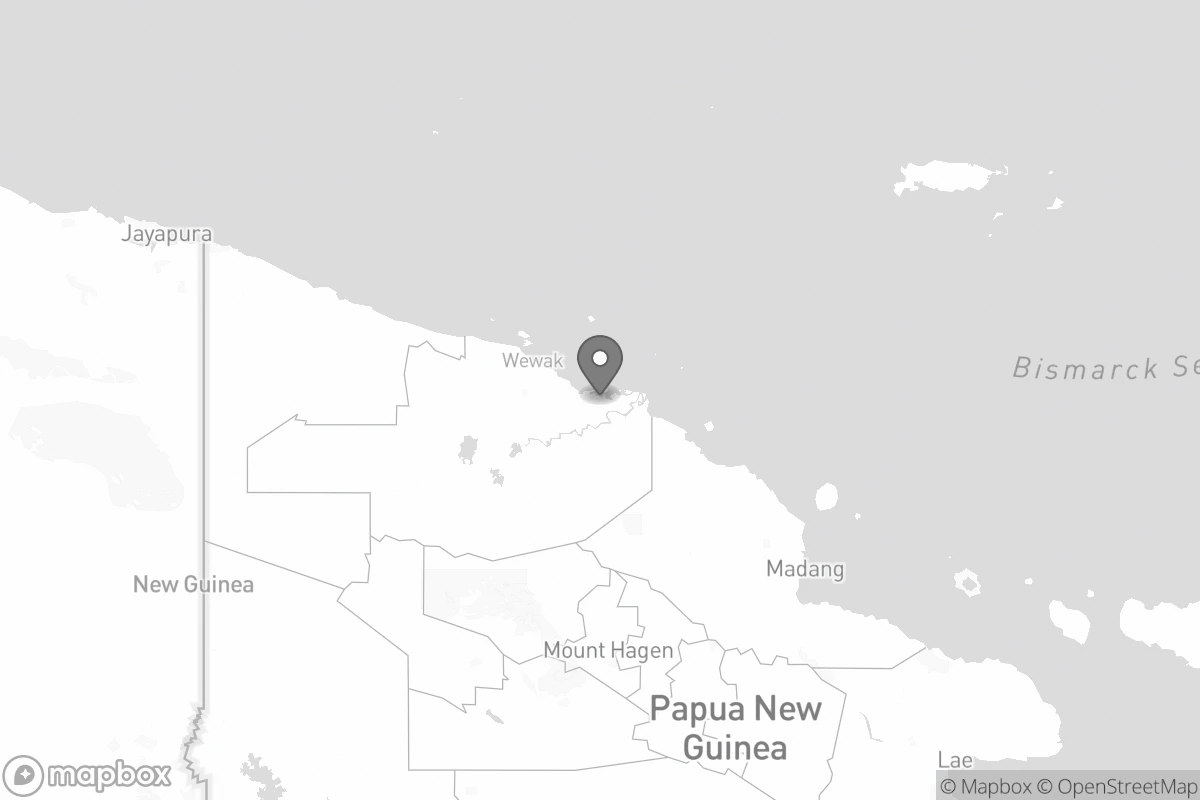 Jayapura
Wewak
Bismarck Se
Madang
New Guinea
Mount Hagen
Papua New
Guinea
Lae
mapbox
© Mapbox © OpenStreetMap